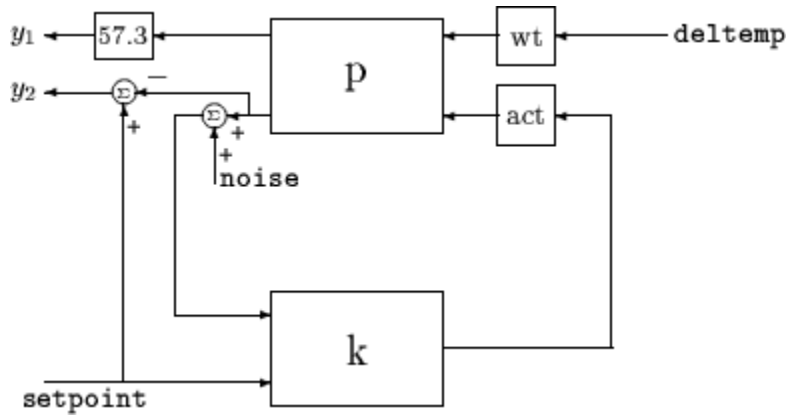 y₁ 57.3 p wt deltemp
y₂ Σ − Σ + act
+ +
noise
k
setpoint